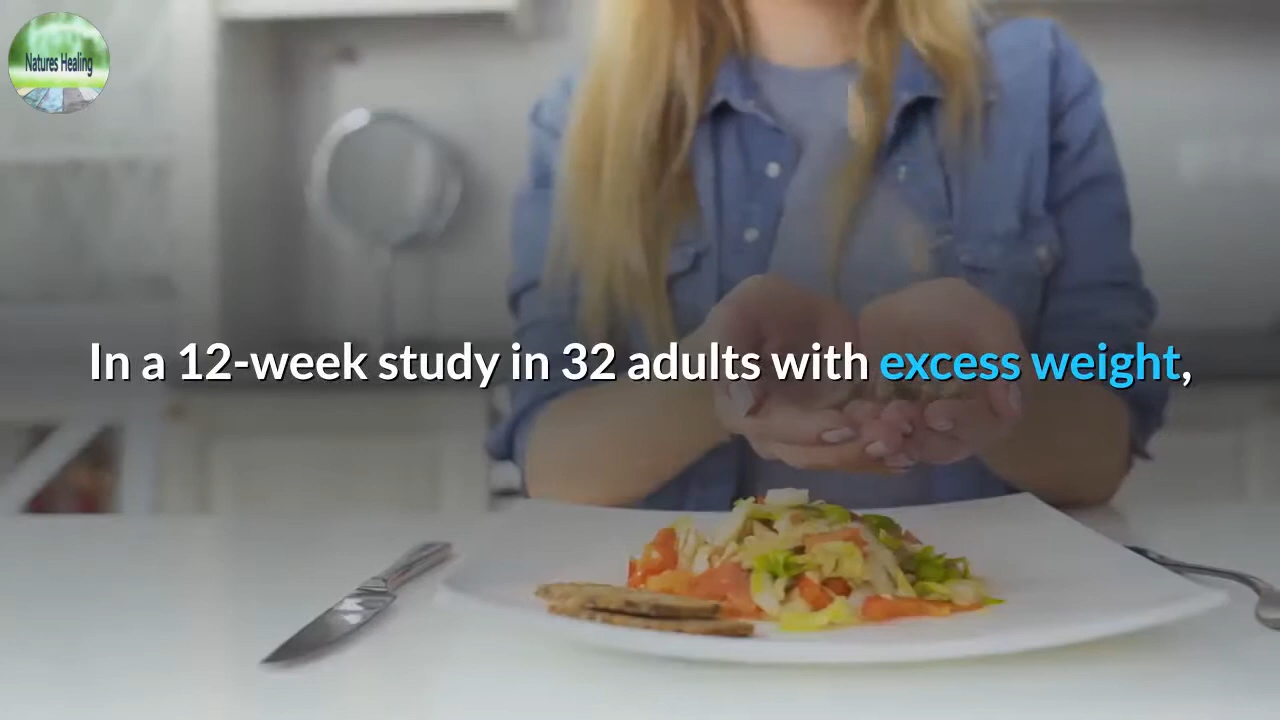 Natures Healing
In a 12-week study in 32 adults with excess weight,